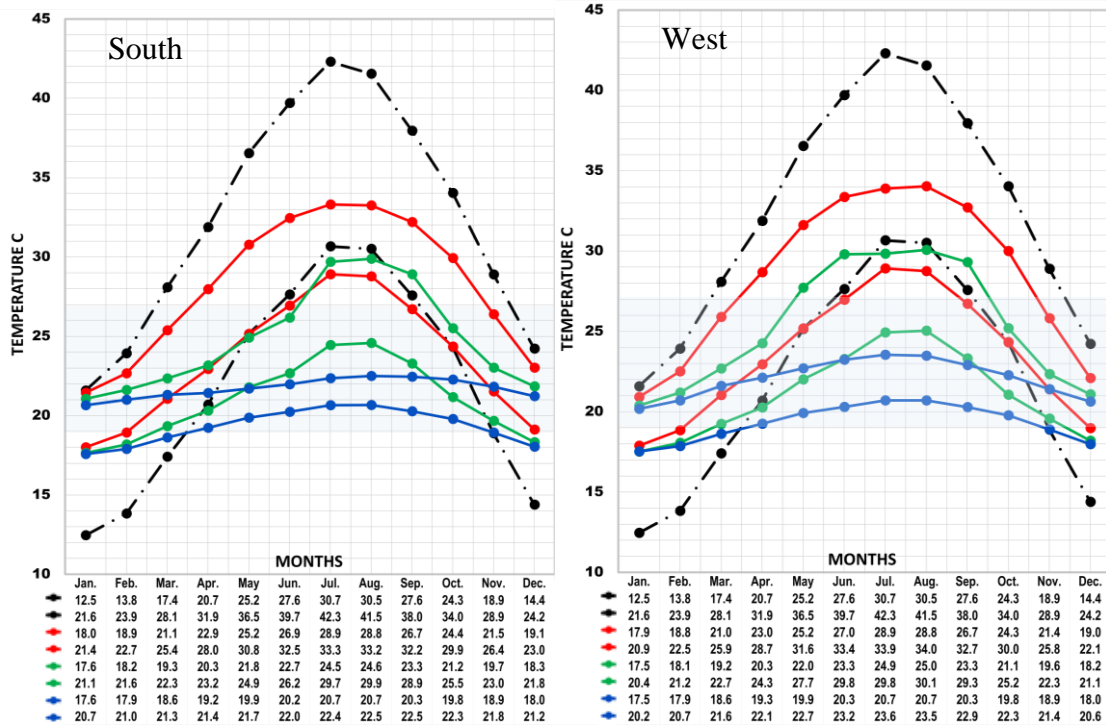 South
TEMPERATURE C
45
40
35
30
25
20
15
10
MONTHS
Jan. Feb. Mar. Apr. May Jun. Jul. Aug. Sep. Oct. Nov. Dec.
12.5 13.8 17.4 20.7 25.2 27.6 30.7 30.5 27.6 24.3 18.9 14.4
21.6 23.9 28.1 31.9 36.5 39.7 42.3 41.5 38.0 34.0 28.9 24.2
18.0 18.9 21.1 22.9 25.2 26.9 28.9 28.8 26.7 24.4 21.5 19.1
21.4 22.7 25.4 28.0 30.8 32.5 33.3 33.2 32.2 29.9 26.4 23.0
17.6 18.2 19.3 20.3 21.8 22.7 24.5 24.6 23.3 21.2 19.7 18.3
21.1 21.6 22.3 23.2 24.9 26.2 29.7 29.9 28.9 25.5 23.0 21.8
17.6 17.9 18.6 19.2 19.9 20.2 20.7 20.7 20.3 19.8 18.9 18.0
20.7 21.0 21.3 21.4 21.7 22.0 22.4 22.5 22.5 22.3 21.8 21.2
West
TEMPERATURE C
45
40
35
30
25
20
15
10
MONTHS
Jan. Feb. Mar. Apr. May Jun. Jul. Aug. Sep. Oct. Nov. Dec.
12.5 13.8 17.4 20.7 25.2 27.6 30.7 30.5 27.6 24.3 18.9 14.4
21.6 23.9 28.1 31.9 36.5 39.7 42.3 41.5 38.0 34.0 28.9 24.2
17.9 18.8 21.0 23.0 25.2 27.0 28.9 28.8 26.7 24.3 21.4 19.0
20.9 22.5 25.9 28.7 31.6 33.4 33.9 34.0 32.7 30.0 25.8 22.1
17.5 18.1 19.2 20.3 22.0 23.3 24.9 25.0 23.3 21.1 19.6 18.2
20.4 21.2 22.7 24.3 27.7 29.8 29.8 30.1 29.3 25.2 22.3 21.1
17.5 17.9 18.6 19.3 19.9 20.3 20.7 20.7 20.3 19.8 18.9 18.0
20.2 20.7 21.6 22.1 22.7 23.2 23.6 23.5 22.9 22.3 21.4 20.6